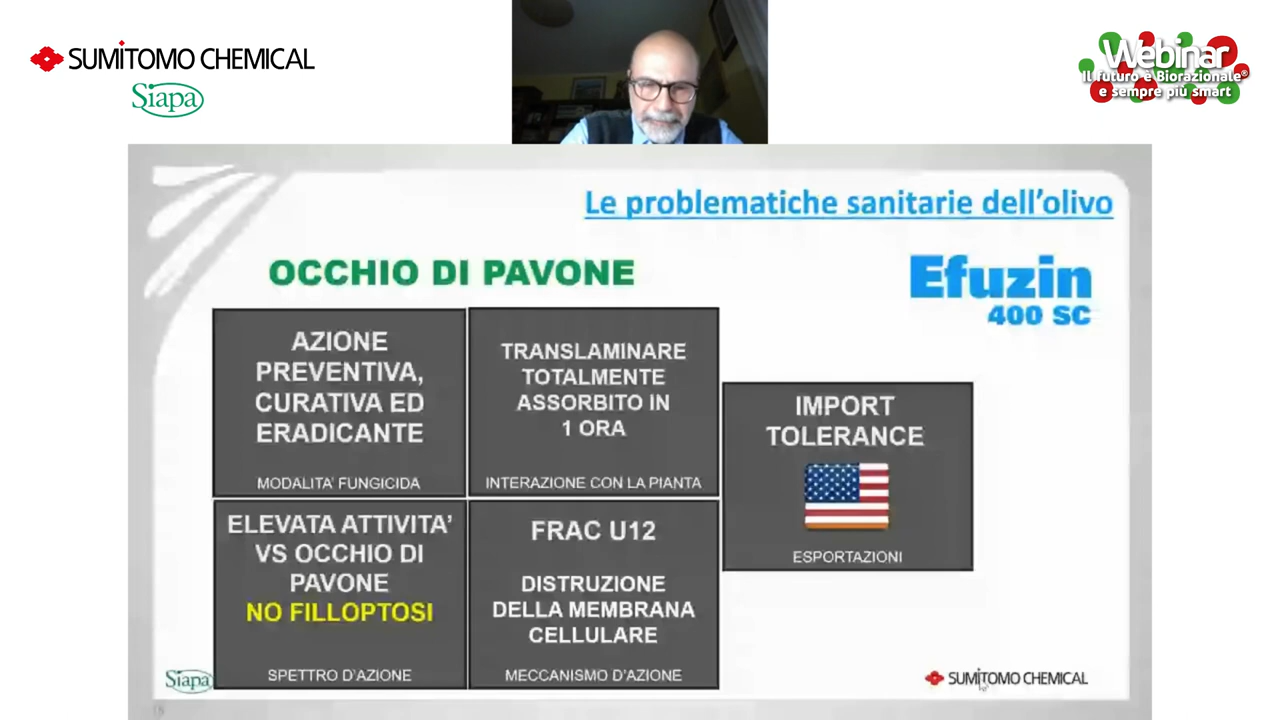 SUMITOMO CHEMICAL
Siapa
Webinar
Il futuro è Biorazionale®
e sempre più smart
Le problematiche sanitarie dell'olivo
OCCHIO DI PAVONE
Efuzin
400 SC
AZIONE
PREVENTIVA,
CURATIVA ED
ERADICANTE
MODALITA' FUNGICIDA
TRANSLAMINARE
TOTALMENTE
ASSORBITO IN
1 ORA
INTERAZIONE CON LA PIANTA
IMPORT
TOLERANCE
ESPORTAZIONI
ELEVATA ATTIVITA'
VS OCCHIO DI
PAVONE
NO FILLOPTOSI
SPETTRO D'AZIONE
FRAC U12
DISTRUZIONE
DELLA MEMBRANA
CELLULARE
MECCANISMO D'AZIONE
Siapa
SUMITOMO CHEMICAL